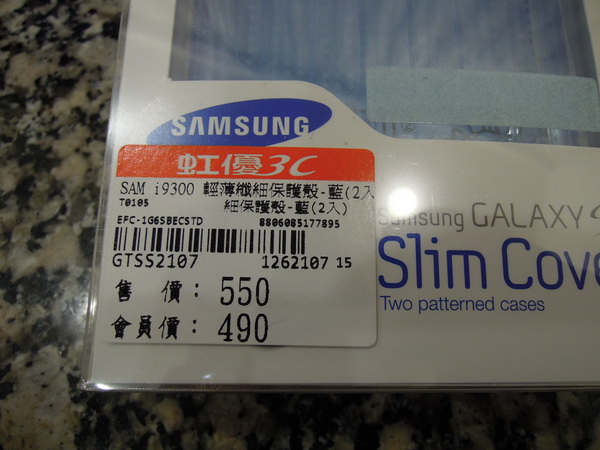 SAMSUNG
虹優3C
SAM i9300 輕薄纖細保護殼-藍(2入
T0105
細保護殼-藍(2入)
EFC-1G6SBECSTD 8806085177895
GTSS2107 1262107 15
售 價: 550
會員價: 490
Samsung GALAXY S
Slim Cove
Two patterned cases